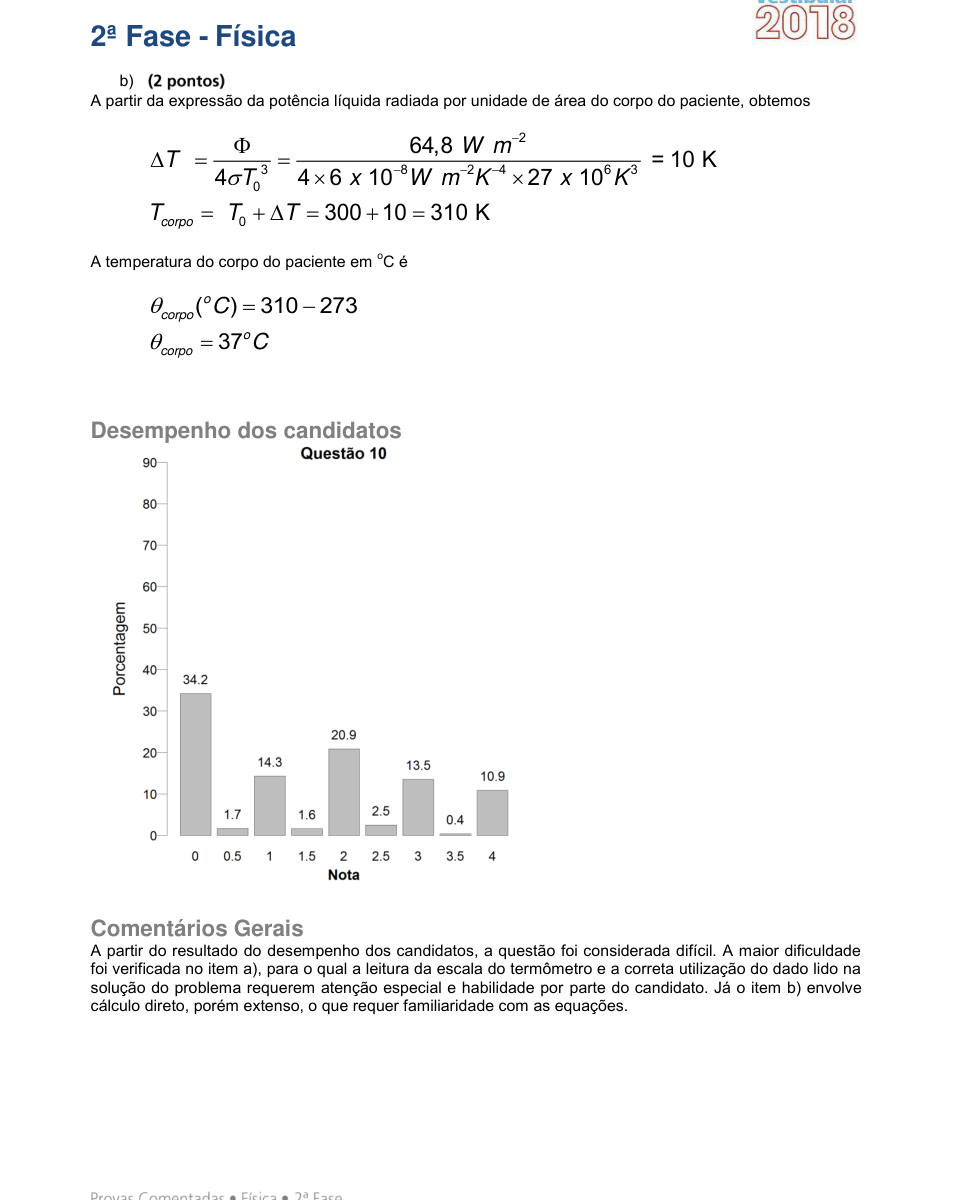 Vestibular
2018
2ª Fase - Física
b) (2 pontos)
A partir da expressão da potência líquida radiada por unidade de área do corpo do paciente, obtemos
ΔT = Φ / 4σT₀³ = 64,8 W m⁻² / 4 × 6 x 10⁻⁸ W m⁻² K⁻⁴ × 27 x 10⁶ K³ = 10 K
T_corpo = T₀ + ΔT = 300 + 10 = 310 K
A temperatura do corpo do paciente em ºC é
θ_corpo (ºC) = 310 – 273
θ_corpo = 37ºC
Desempenho dos candidatos
Questão 10
90
80
70
60
50
40
30
20
10
0
Porcentagem
34.2
1.7
14.3
1.6
20.9
2.5
13.5
0.4
10.9
0 0.5 1 1.5 2 2.5 3 3.5 4
Nota
Comentários Gerais
A partir do resultado do desempenho dos candidatos, a questão foi considerada difícil. A maior dificuldade
foi verificada no item a), para o qual a leitura da escala do termômetro e a correta utilização do dado lido na
solução do problema requerem atenção especial e habilidade por parte do candidato. Já o item b) envolve
cálculo direto, porém extenso, o que requer familiaridade com as equações.
Provas Comentadas • Física • 2ª Fase